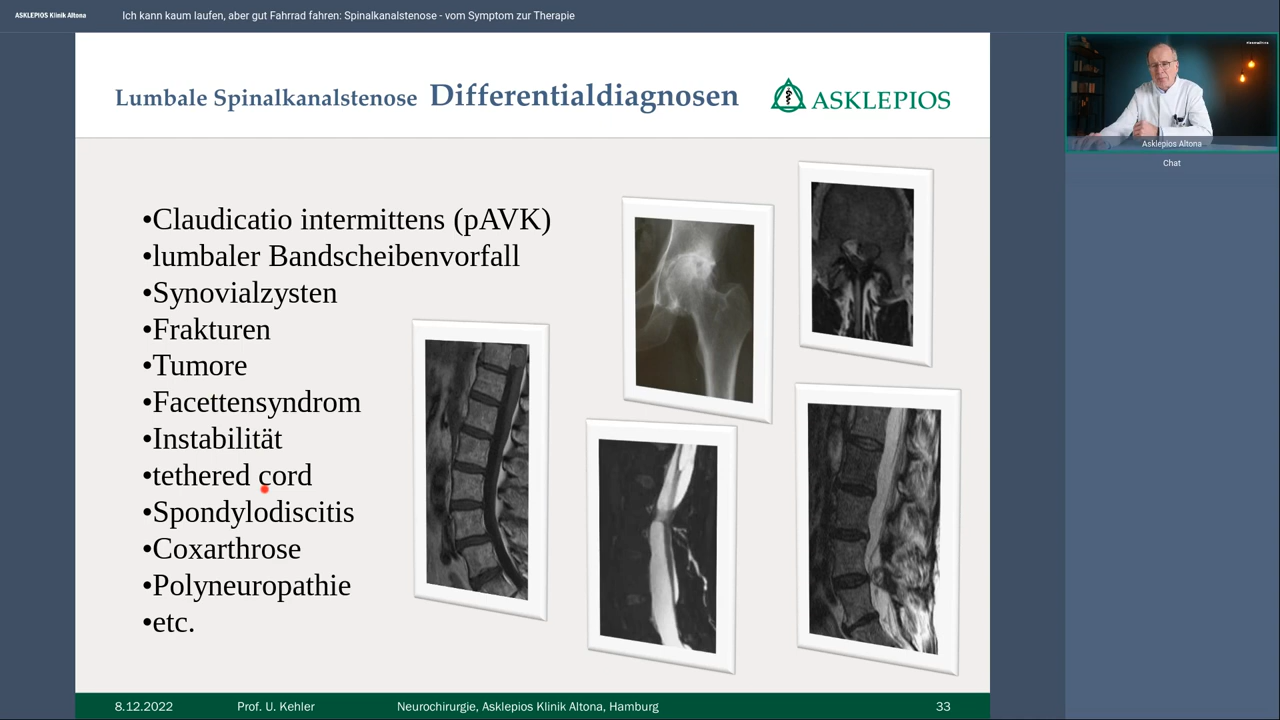 ASKLEPIOS Klinik Altona
Ich kann kaum laufen, aber gut Fahrrad fahren: Spinalkanalstenose - vom Symptom zur Therapie
Lumbale Spinalkanalstenose Differentialdiagnosen
ASKLEPIOS
•Claudicatio intermittens (pAVK)
•lumbaler Bandscheibenvorfall
•Synovialzysten
•Frakturen
•Tumore
•Facettensyndrom
•Instabilität
•tethered cord
•Spondylodiscitis
•Coxarthrose
•Polyneuropathie
•etc.
8.12.2022 Prof. U. Kehler Neurochirurgie, Asklepios Klinik Altona, Hamburg 33
Asklepios Altona
Chat